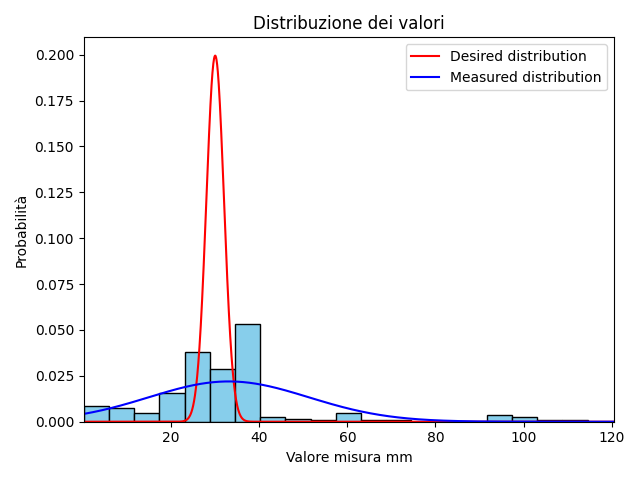 Distribuzione dei valori
Desired distribution
Measured distribution
0.200
0.175
0.150
0.125
0.100
0.075
0.050
0.025
0.000
Probabilità
20 40 60 80 100 120
Valore misura mm